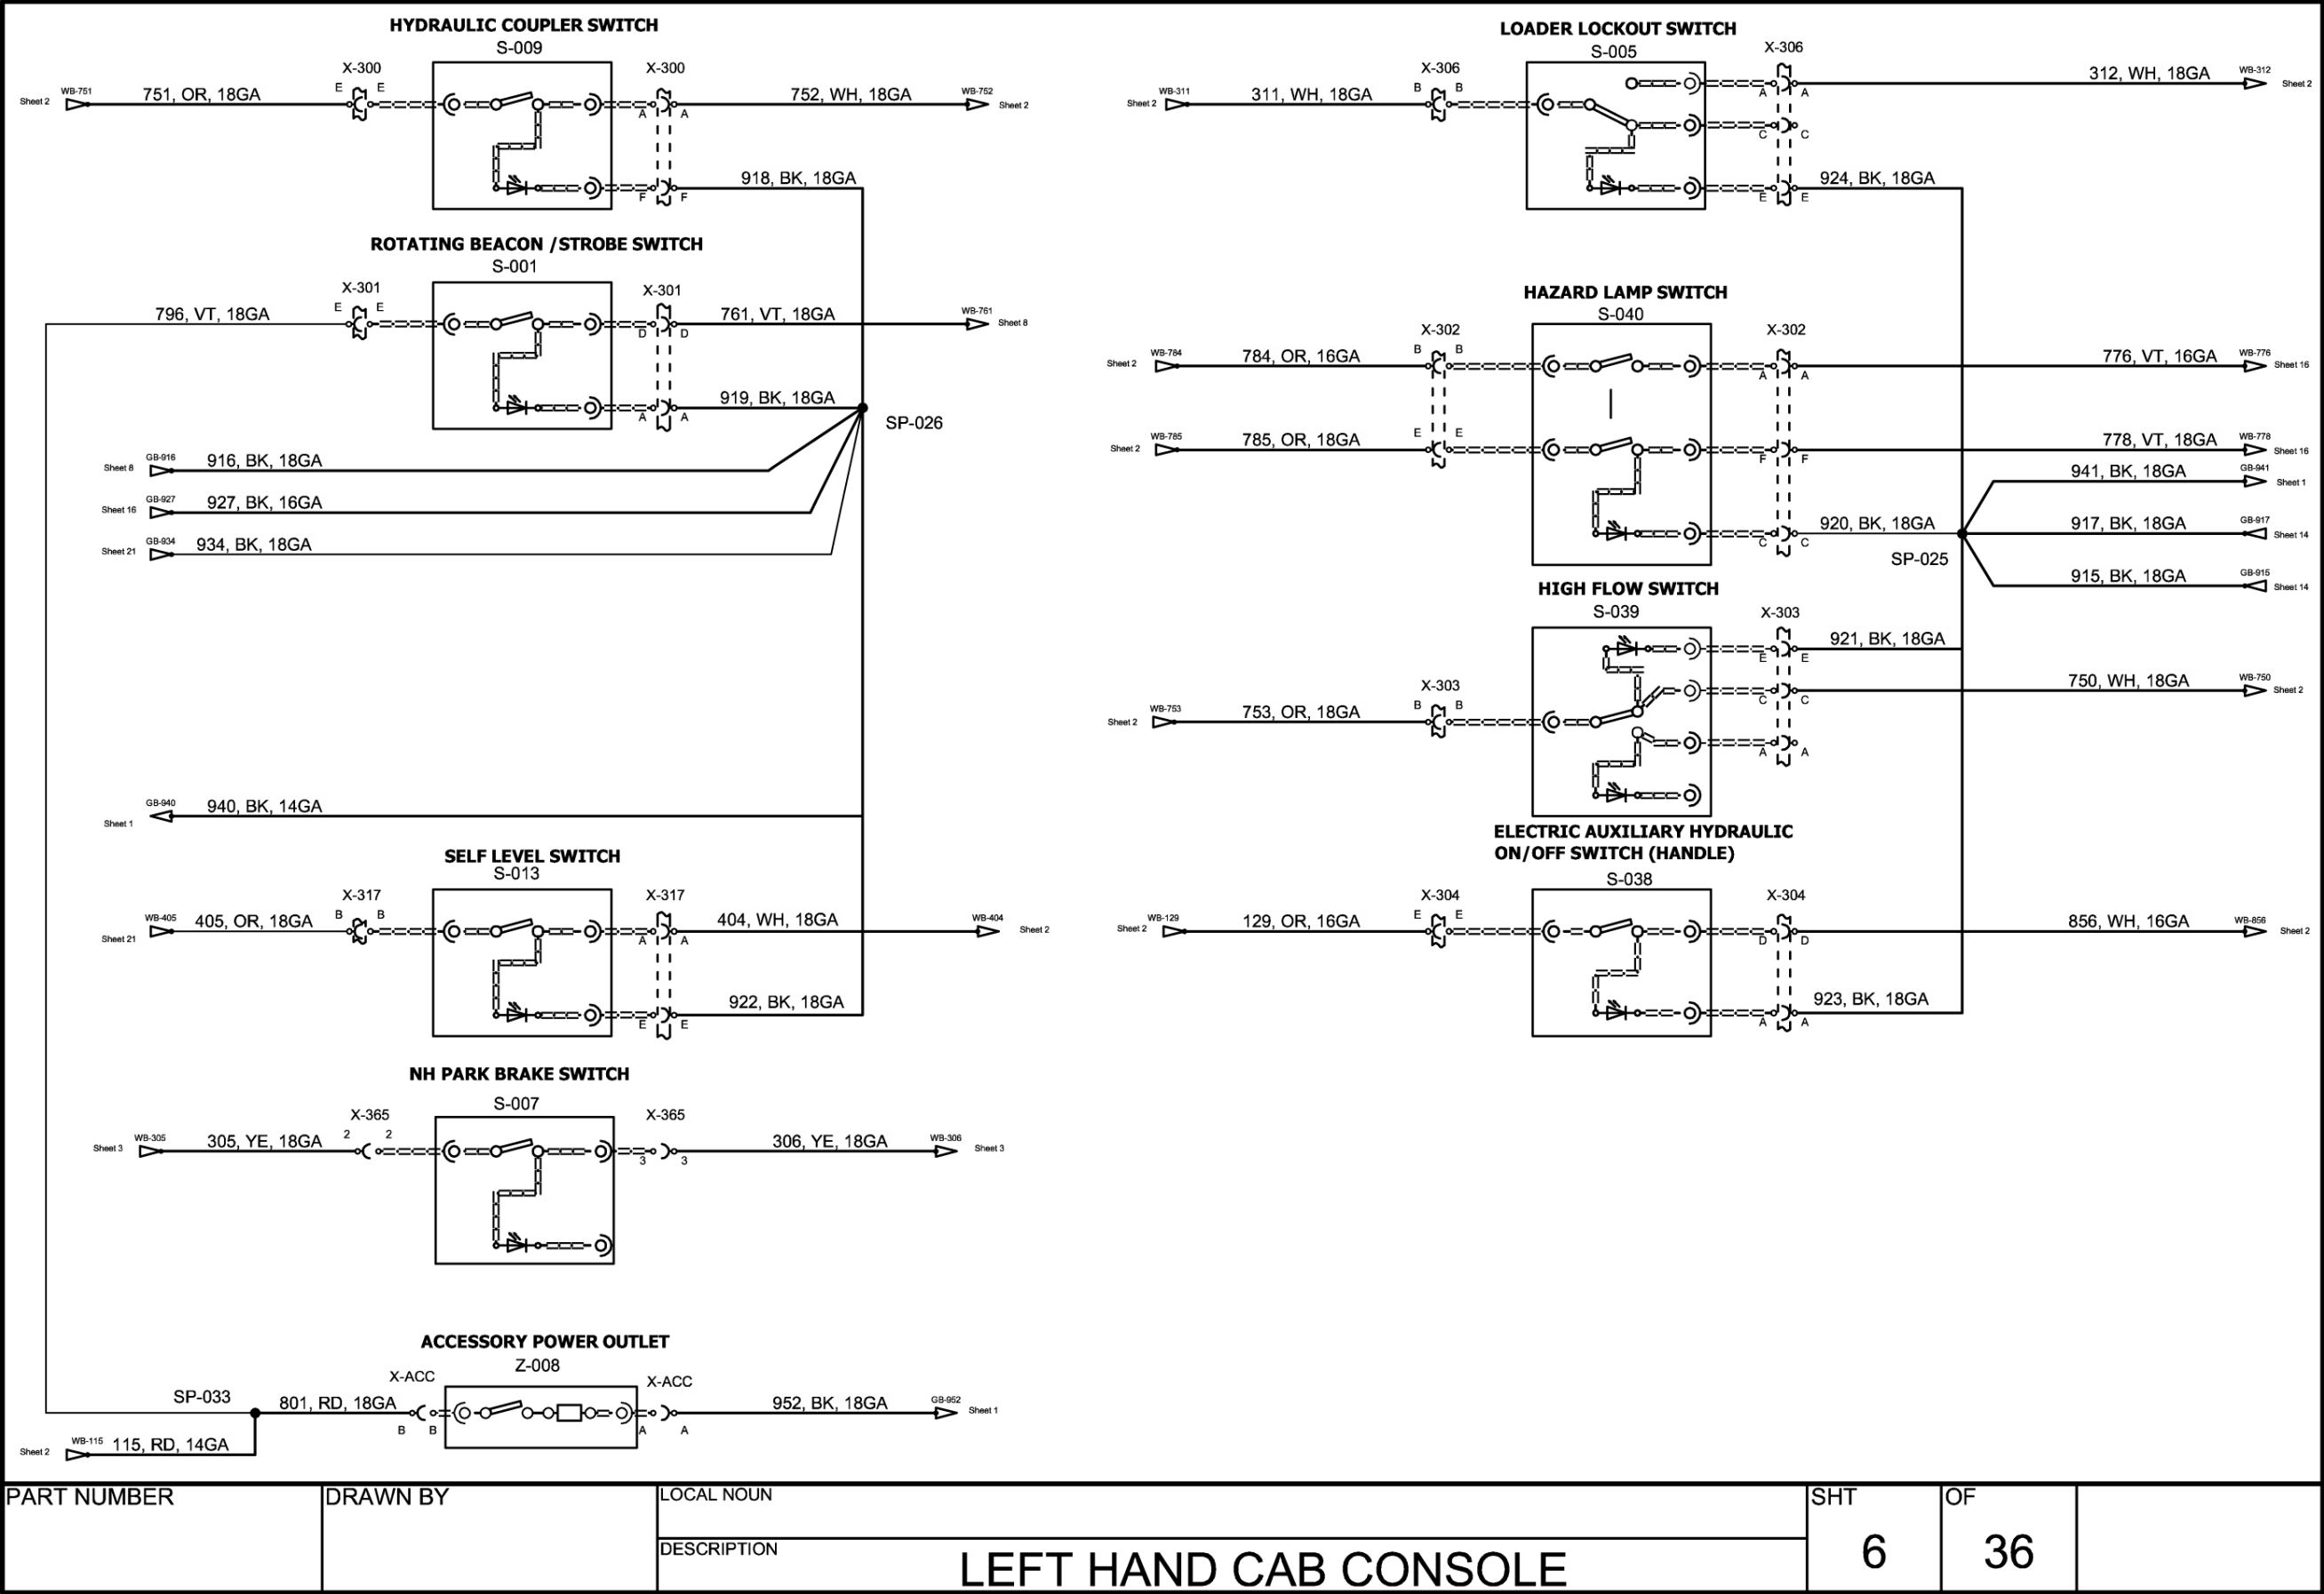 HYDRAULIC COUPLER SWITCH
S-009
X-300
X-300
Sheet 2
WB-751
751, OR, 18GA
E
E
A
A
752, WH, 18GA
WB-752
Sheet 2
F
F
918, BK, 18GA
ROTATING BEACON /STROBE SWITCH
S-001
X-301
X-301
796, VT, 18GA
E
E
D
D
761, VT, 18GA
WB-761
Sheet 8
A
A
919, BK, 18GA
SP-026
Sheet 8
GB-916
916, BK, 18GA
Sheet 16
GB-927
927, BK, 16GA
Sheet 21
GB-934
934, BK, 18GA
Sheet 1
GB-940
940, BK, 14GA
SELF LEVEL SWITCH
S-013
X-317
X-317
Sheet 21
WB-405
405, OR, 18GA
B
B
A
A
404, WH, 18GA
WB-404
Sheet 2
E
E
922, BK, 18GA
NH PARK BRAKE SWITCH
S-007
X-365
X-365
Sheet 3
WB-305
305, YE, 18GA
2
2
3
3
306, YE, 18GA
WB-306
Sheet 3
ACCESSORY POWER OUTLET
Z-008
X-ACC
X-ACC
SP-033
801, RD, 18GA
B
B
A
A
952, BK, 18GA
GB-952
Sheet 1
Sheet 2
WB-115
115, RD, 14GA
LOADER LOCKOUT SWITCH
S-005
X-306
X-306
Sheet 2
WB-311
311, WH, 18GA
B
B
A
A
312, WH, 18GA
WB-312
Sheet 2
C
C
E
E
924, BK, 18GA
HAZARD LAMP SWITCH
S-040
X-302
X-302
Sheet 2
WB-784
784, OR, 16GA
B
B
A
A
776, VT, 16GA
WB-776
Sheet 16
Sheet 2
WB-785
785, OR, 18GA
E
E
F
F
778, VT, 18GA
WB-778
Sheet 16
941, BK, 18GA
GB-941
Sheet 1
C
C
920, BK, 18GA
917, BK, 18GA
GB-917
Sheet 14
SP-025
915, BK, 18GA
GB-915
Sheet 14
HIGH FLOW SWITCH
S-039
X-303
X-303
E
E
921, BK, 18GA
C
C
750, WH, 18GA
WB-750
Sheet 2
Sheet 2
WB-753
753, OR, 18GA
B
B
A
A
ELECTRIC AUXILIARY HYDRAULIC
ON/OFF SWITCH (HANDLE)
S-038
X-304
X-304
Sheet 2
WB-129
129, OR, 16GA
E
E
D
D
856, WH, 16GA
WB-856
Sheet 2
A
A
923, BK, 18GA
PART NUMBER
DRAWN BY
LOCAL NOUN
DESCRIPTION
LEFT HAND CAB CONSOLE
SHT
6
OF
36